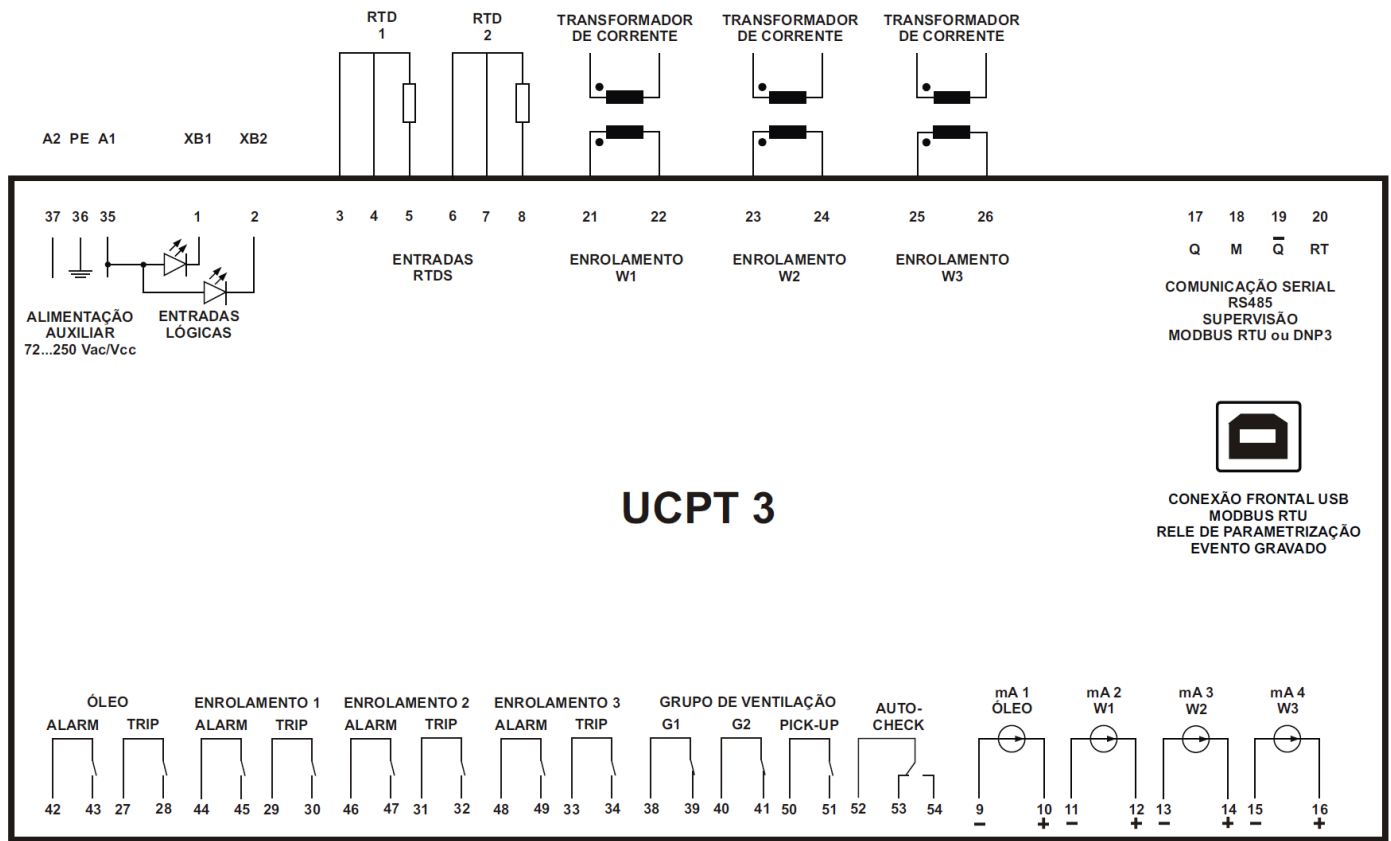 RTD
1
RTD
2
TRANSFORMADOR
DE CORRENTE
TRANSFORMADOR
DE CORRENTE
TRANSFORMADOR
DE CORRENTE
A2 PE A1 XB1 XB2
37 36 35 1 2 3 4 5 6 7 8 21 22 23 24 25 26 17 18 19 20
Q M Q̅ RT
ENTRADAS
RTDS
ENROLAMENTO
W1
ENROLAMENTO
W2
ENROLAMENTO
W3
COMUNICAÇÃO SERIAL
RS485
SUPERVISÃO
MODBUS RTU ou DNP3
ALIMENTAÇÃO
AUXILIAR
72...250 Vac/Vcc
ENTRADAS
LÓGICAS
UCPT 3
CONEXÃO FRONTAL USB
MODBUS RTU
RELE DE PARAMETRIZAÇÃO
EVENTO GRAVADO
ÓLEO
ALARM TRIP
ENROLAMENTO 1
ALARM TRIP
ENROLAMENTO 2
ALARM TRIP
ENROLAMENTO 3
ALARM TRIP
GRUPO DE VENTILAÇÃO
G1 G2 PICK-UP
AUTO-
CHECK
mA 1
ÓLEO
mA 2
W1
mA 3
W2
mA 4
W3
42 43 27 28 44 45 29 30 46 47 31 32 48 49 33 34 38 39 40 41 50 51 52 53 54 9 10 11 12 13 14 15 16
− + − + − + − +